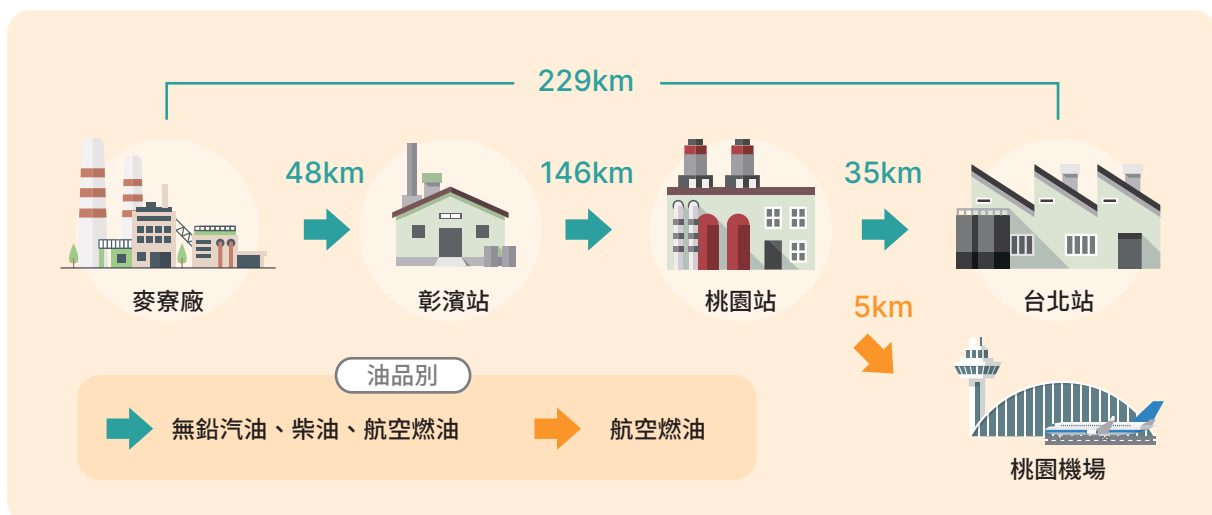 229km
48km
146km
35km
麥寮廠
彰濱站
桃園站
台北站
5km
油品別
無鉛汽油、柴油、航空燃油
航空燃油
桃園機場